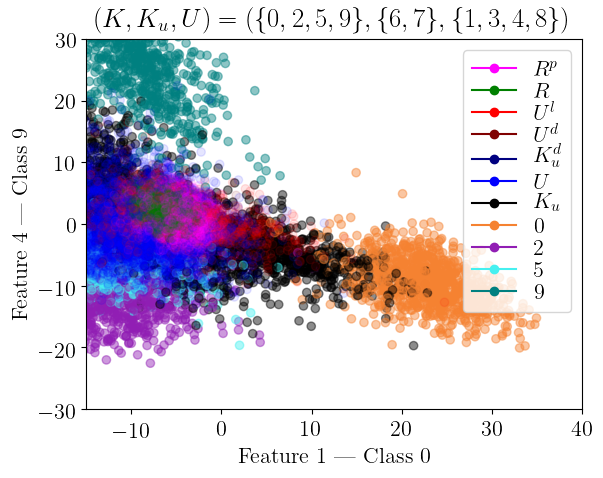 (K, K_u, U) = ({0, 2, 5, 9}, {6, 7}, {1, 3, 4, 8})
30
20
10
0
−10
−20
−30
Feature 4 — Class 9
R^p
R
U^l
U^d
K_u^d
U
K_u
0
2
5
9
−10
0
10
20
30
40
Feature 1 — Class 0